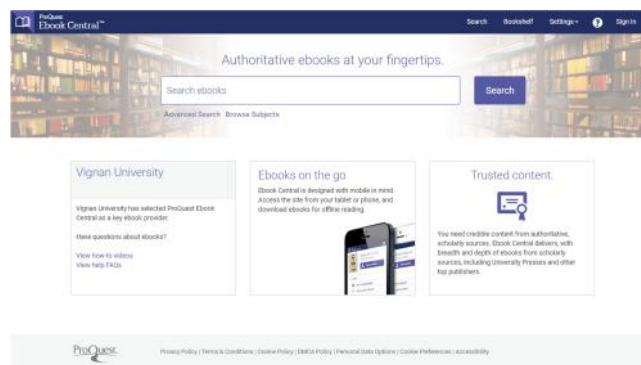 ProQuest
Ebook Central™
Search Bookshelf Settings ? Sign In
Authoritative ebooks at your fingertips.
Search ebooks
Search
Advanced Search Browse Subjects
Vignan University
Vignan University has selected ProQuest Ebook
Central as a key ebook provider.
Have questions about ebooks?
View how-to videos
View help FAQs
Ebooks on the go
Ebook Central is designed with mobile in mind.
Access the site from your tablet or phone, and
download ebooks for offline reading.
Trusted content.
You need credible content from authoritative,
scholarly sources. Ebook Central delivers, with
breadth and depth of ebooks from scholarly
sources, including University Presses and other
top publishers.
ProQuest
Privacy Policy | Terms & Conditions | Cookie Policy | DMCA Policy | Personal Data Options | Cookie Preferences | Accessibility